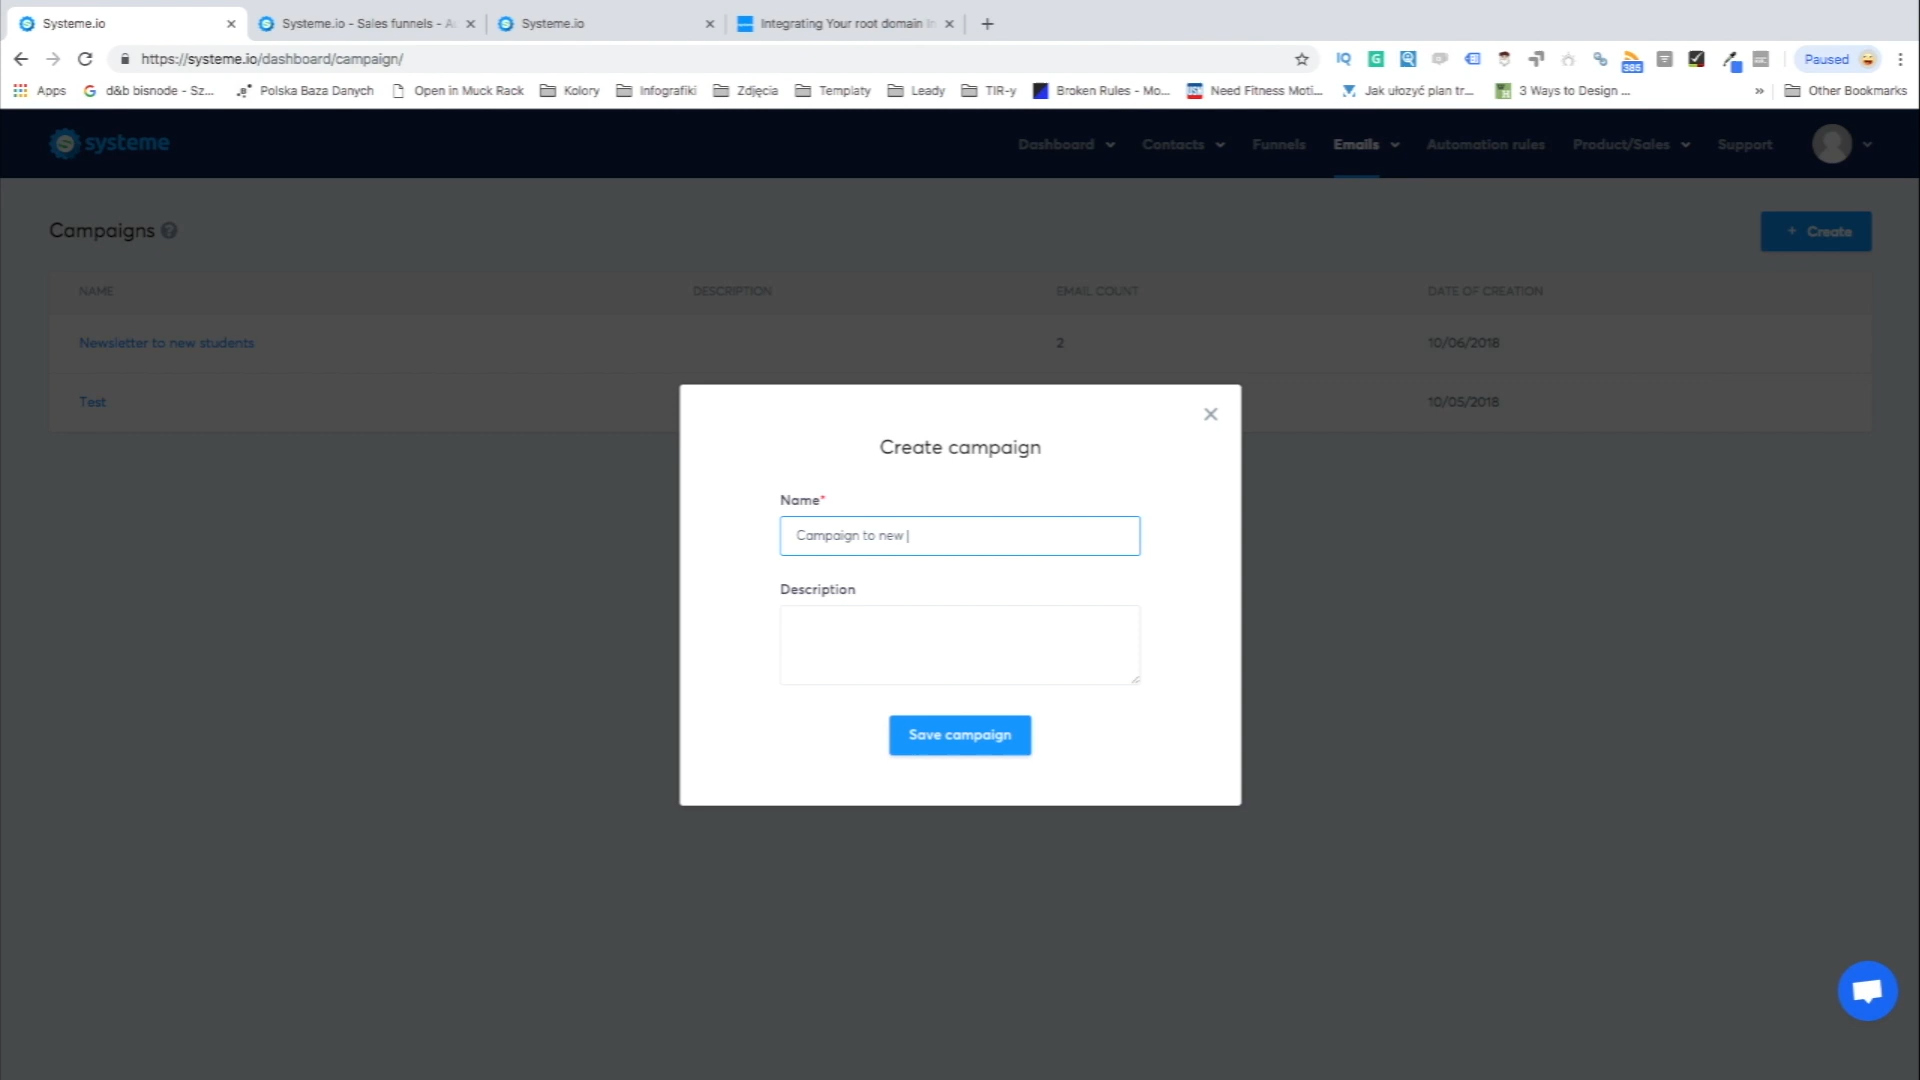 Systeme.io
Systeme.io - Sales funnels - A
Systeme.io
Integrating Your root domain
https://systeme.io/dashboard/campaign/
IQ
G
385
Paused
Apps
d&b bisnode - Sz...
Polska Baza Danych
Open in Muck Rack
Kolory
Infografiki
Zdjęcia
Templaty
Leady
TIR-y
Broken Rules - Mo...
Need Fitness Moti...
Jak ułożyć plan tr...
3 Ways to Design ...
»
Other Bookmarks
systeme
Dashboard
Contacts
Funnels
Emails
Automation rules
Product/Sales
Support
Campaigns ?
+ Create
NAME
DESCRIPTION
EMAIL COUNT
DATE OF CREATION
Newsletter to new students
2
10/06/2018
Test
10/05/2018
Create campaign
Name*
Campaign to new
Description
Save campaign